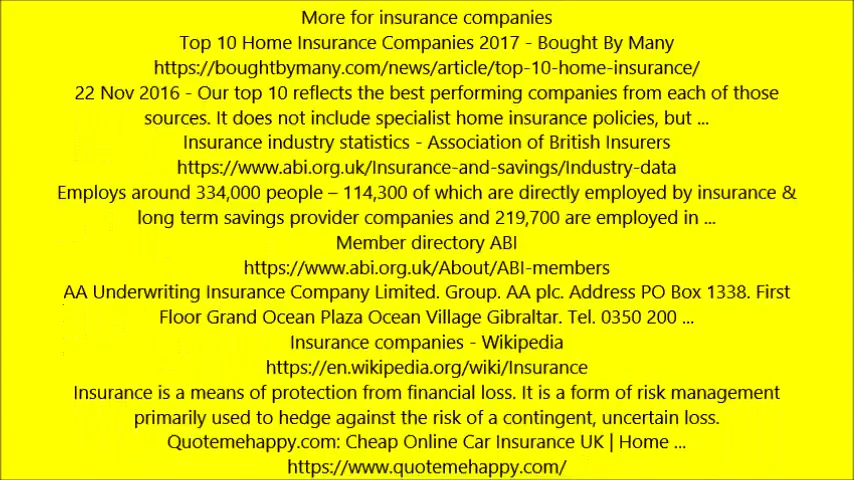 More for insurance companies
Top 10 Home Insurance Companies 2017 - Bought By Many
https://boughtbymany.com/news/article/top-10-home-insurance/
22 Nov 2016 - Our top 10 reflects the best performing companies from each of those
sources. It does not include specialist home insurance policies, but ...
Insurance industry statistics - Association of British Insurers
https://www.abi.org.uk/Insurance-and-savings/Industry-data
Employs around 334,000 people – 114,300 of which are directly employed by insurance &
long term savings provider companies and 219,700 are employed in ...
Member directory ABI
https://www.abi.org.uk/About/ABI-members
AA Underwriting Insurance Company Limited. Group. AA plc. Address PO Box 1338. First
Floor Grand Ocean Plaza Ocean Village Gibraltar. Tel. 0350 200 ...
Insurance companies - Wikipedia
https://en.wikipedia.org/wiki/Insurance
Insurance is a means of protection from financial loss. It is a form of risk management
primarily used to hedge against the risk of a contingent, uncertain loss.
Quotemehappy.com: Cheap Online Car Insurance UK | Home ...
https://www.quotemehappy.com/